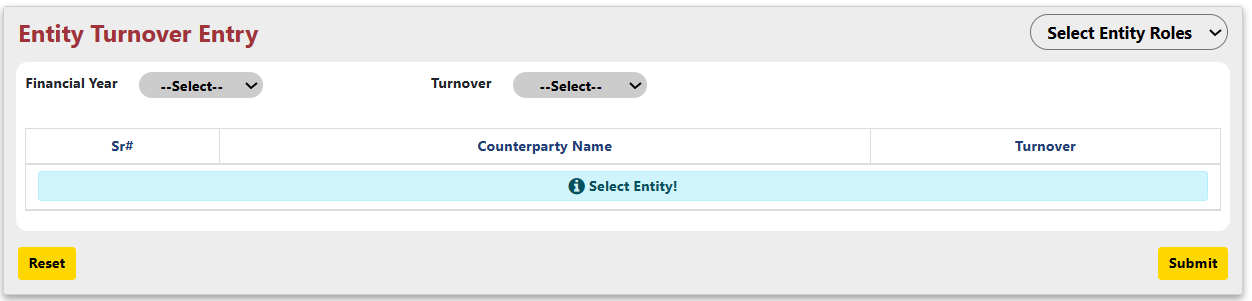 Entity Turnover Entry
Select Entity Roles
Financial Year --Select-- Turnover --Select--
Sr# Counterparty Name Turnover
Select Entity!
Reset Submit